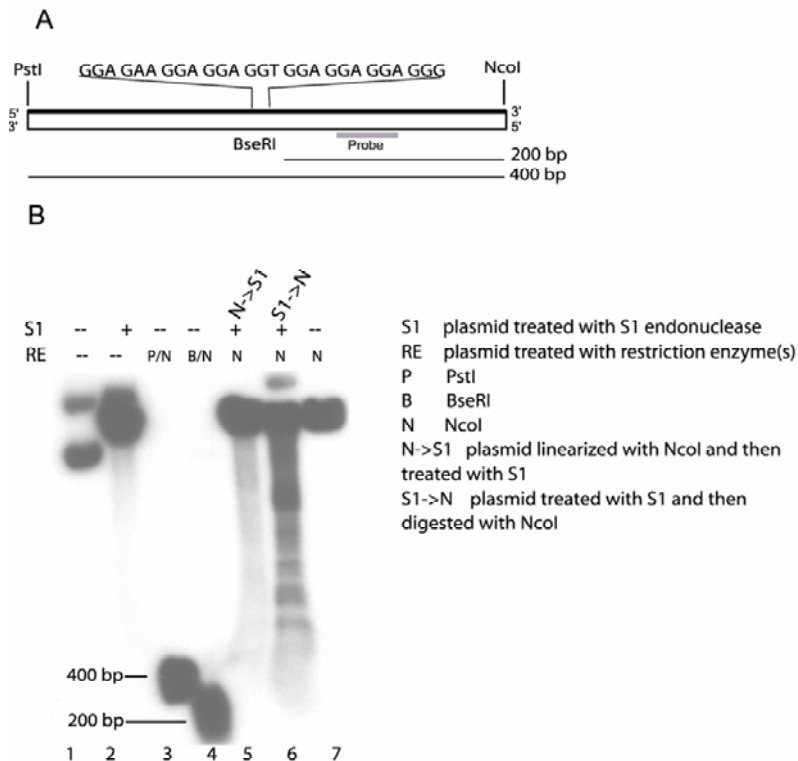 A
GGA GAA GGA GGA GGT GGA GGA GGA GGG
PstI
NcoI
5'
3'
3'
5'
BseRI
Probe
200 bp
400 bp
B
N->S1
S1->N
S1 -- + -- -- + + --
RE -- -- P/N B/N N N N
S1 plasmid treated with S1 endonuclease
RE plasmid treated with restriction enzyme(s)
P PstI
B BseRI
N NcoI
N->S1 plasmid linearized with NcoI and then
treated with S1
S1->N plasmid treated with S1 and then
digested with NcoI
400 bp
200 bp
1 2 3 4 5 6 7